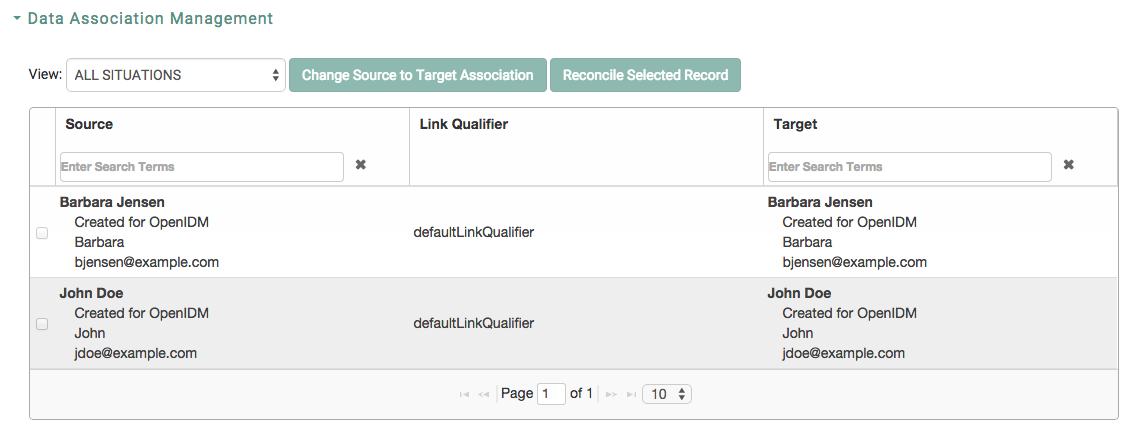 Data Association Management
View: ALL SITUATIONS Change Source to Target Association Reconcile Selected Record
Source Link Qualifier Target
Enter Search Terms Enter Search Terms
Barbara Jensen Barbara Jensen
Created for OpenIDM Created for OpenIDM
Barbara defaultLinkQualifier Barbara
bjensen@example.com bjensen@example.com
John Doe John Doe
Created for OpenIDM Created for OpenIDM
John defaultLinkQualifier John
jdoe@example.com jdoe@example.com
Page 1 of 1 10